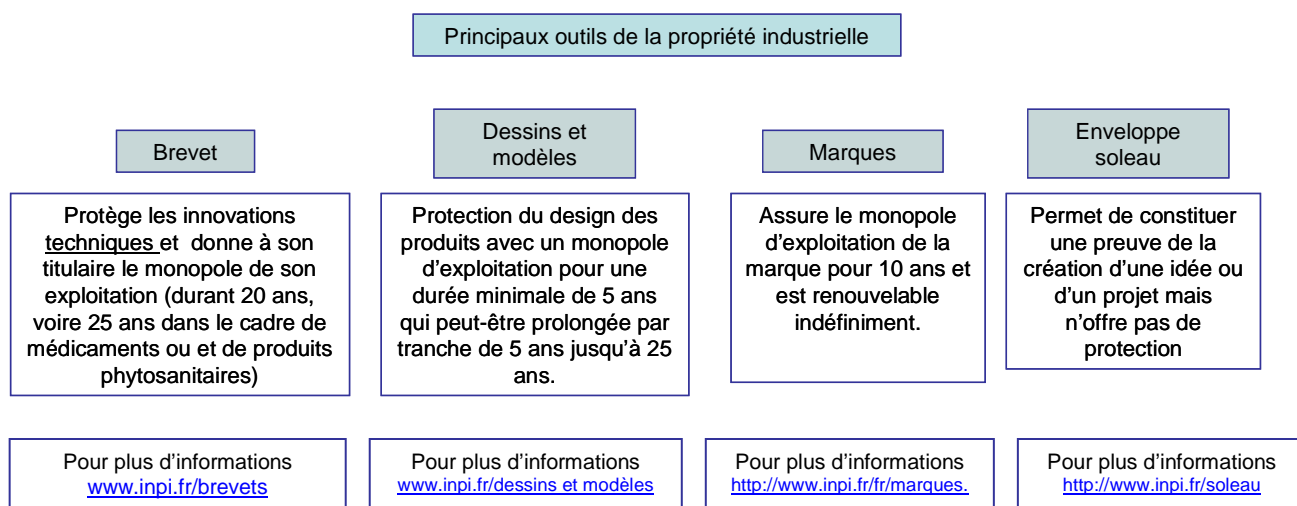 Principaux outils de la propriété industrielle
Brevet
Protège les innovations
techniques et donne à son
titulaire le monopole de son
exploitation (durant 20 ans,
voire 25 ans dans le cadre de
médicaments ou et de produits
phytosanitaires)
Pour plus d'informations
www.inpi.fr/brevets
Dessins et
modèles
Protection du design des
produits avec un monopole
d'exploitation pour une
durée minimale de 5 ans
qui peut-être prolongée par
tranche de 5 ans jusqu'à 25
ans.
Pour plus d'informations
www.inpi.fr/dessins et modèles
Marques
Assure le monopole
d'exploitation de la
marque pour 10 ans et
est renouvelable
indéfiniment.
Pour plus d'informations
http://www.inpi.fr/fr/marques.
Enveloppe
soleau
Permet de constituer
une preuve de la
création d'une idée ou
d'un projet mais
n'offre pas de
protection
Pour plus d'informations
http://www.inpi.fr/soleau